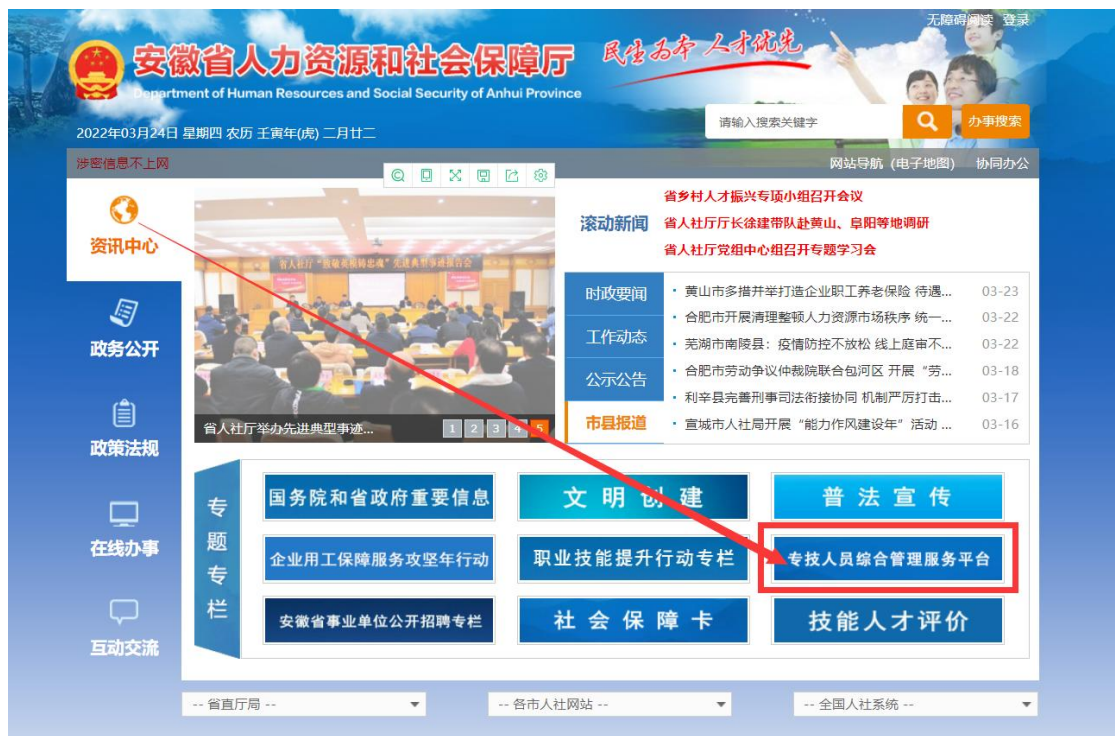 无障碍阅读 登录
安徽省人力资源和社会保障厅
民生为本 人才优先
Department of Human Resources and Social Security of Anhui Province
2022年03月24日 星期四 农历 壬寅年(虎) 二月廿二
请输入搜索关键字
办事搜索
涉密信息不上网
网站导航 (电子地图) 协同办公
资讯中心
政务公开
政策法规
在线办事
互动交流
省人社厅“致敬英模铸忠魂”先进典型事迹报告会
省人社厅举办先进典型事迹...
1 2 3 4 5
滚动新闻
省乡村人才振兴专项小组召开会议
省人社厅厅长徐建带队赴黄山、阜阳等地调研
省人社厅党组中心组召开专题学习会
时政要闻
工作动态
公示公告
市县报道
· 黄山市多措并举打造企业职工养老保险 待遇... 03-23
· 合肥市开展清理整顿人力资源市场秩序 统一... 03-22
· 芜湖市南陵县：疫情防控不放松 线上庭审不... 03-22
· 合肥市劳动争议仲裁院联合包河区 开展“劳... 03-18
· 利辛县完善刑事司法衔接协同 机制严厉打击... 03-17
· 宣城市人社局开展“能力作风建设年”活动 ... 03-16
专题专栏
国务院和省政府重要信息
文明创建
普法宣传
企业用工保障服务攻坚年行动
职业技能提升行动专栏
专技人员综合管理服务平台
安徽省事业单位公开招聘专栏
社会保障卡
技能人才评价
-- 省直厅局 --
-- 各市人社网站 --
-- 全国人社系统 --